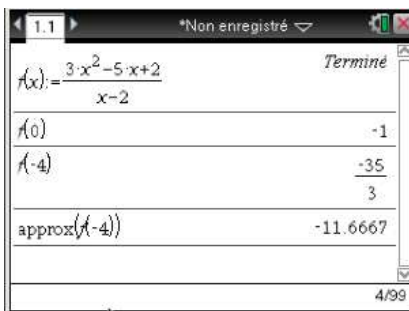 1.1 *Non enregistré
f(x):=(3·x²-5·x+2)/(x-2) Terminé
f(0) -1
f(-4) -35/3
approx(f(-4)) -11.6667
4/99